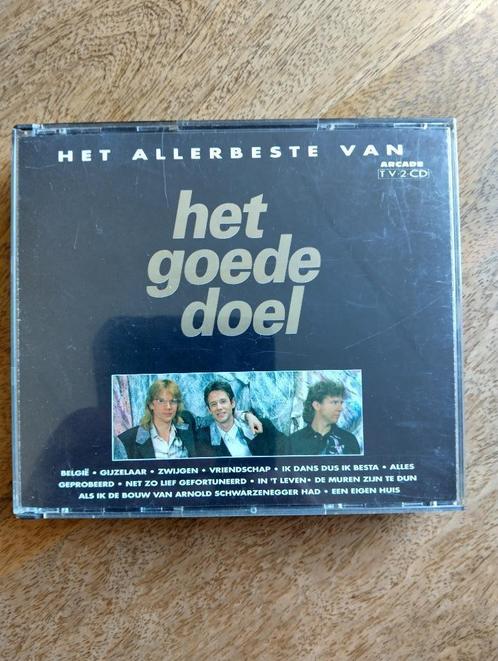 HET ALLERBESTE VAN
ARCADE
TV·2·CD
het
goede
doel
BELGIË • GIJZELAAR • ZWIJGEN • VRIENDSCHAP • IK DANS DUS IK BESTA • ALLES
GEPROBEERD • NET ZO LIEF GEFORTUNEERD • IN 'T LEVEN • DE MUREN ZIJN TE DUN
ALS IK DE BOUW VAN ARNOLD SCHWARZENEGGER HAD • EEN EIGEN HUIS